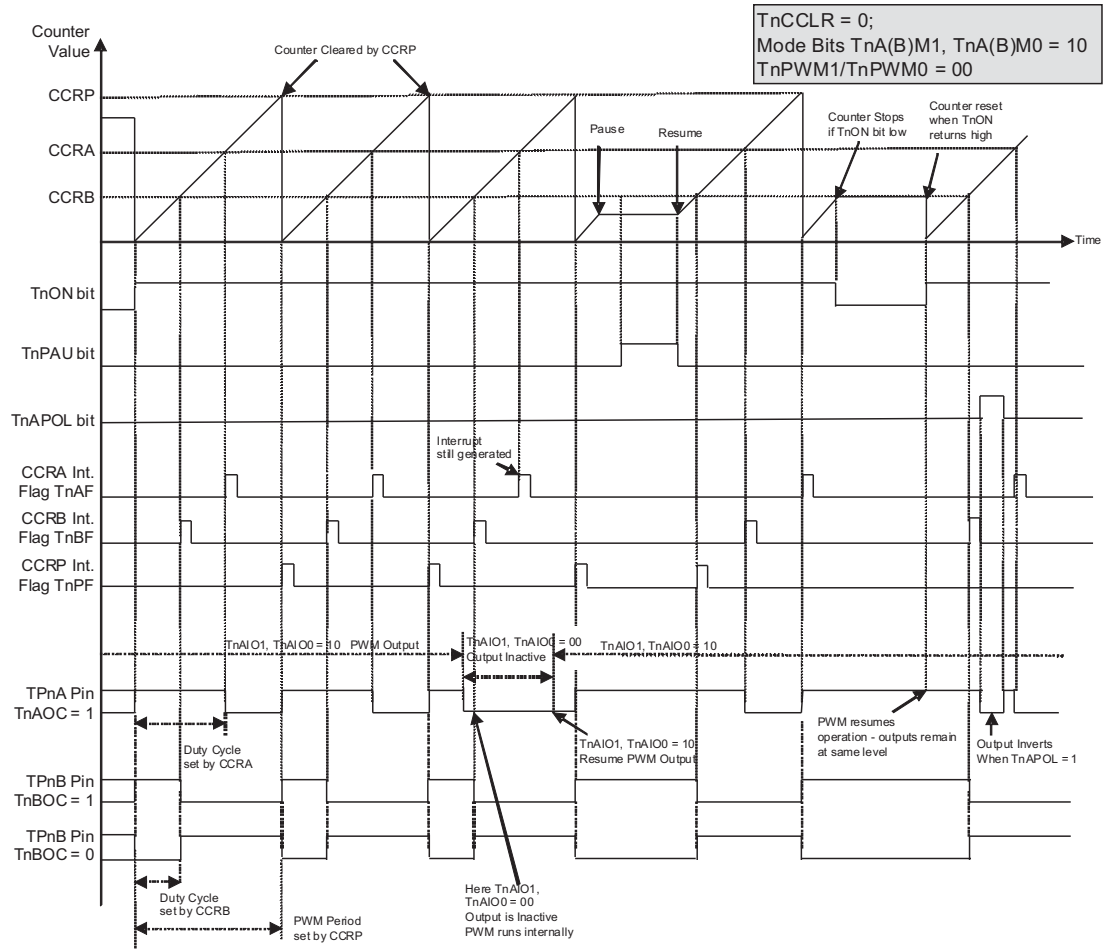 TnCCLR = 0;
Mode Bits TnA(B)M1, TnA(B)M0 = 10
TnPWM1/TnPWM0 = 00
Counter
Value
Counter Cleared by CCRP
CCRP
Counter Stops
if TnON bit low
Counter reset
when TnON
returns high
Pause
Resume
CCRA
CCRB
Time
TnON bit
TnPAU bit
TnAPOL bit
Interrupt
still generated
CCRA Int.
Flag TnAF
CCRB Int.
Flag TnBF
CCRP Int.
Flag TnPF
TnAIO1, TnAIO0 = 10 PWM Output
TnAIO1, TnAIO0 = 00
Output Inactive
TnAIO1, TnAIO0 = 10
TPnA Pin
TnAOC = 1
Duty Cycle
set by CCRA
TnAIO1, TnAIO0 = 10
Resume PWM Output
PWM resumes
operation - outputs remain
at same level
Output Inverts
When TnAPOL = 1
TPnB Pin
TnBOC = 1
TPnB Pin
TnBOC = 0
Duty Cycle
set by CCRB
PWM Period
set by CCRP
Here TnAIO1,
TnAIO0 = 00
Output is Inactive
PWM runs internally